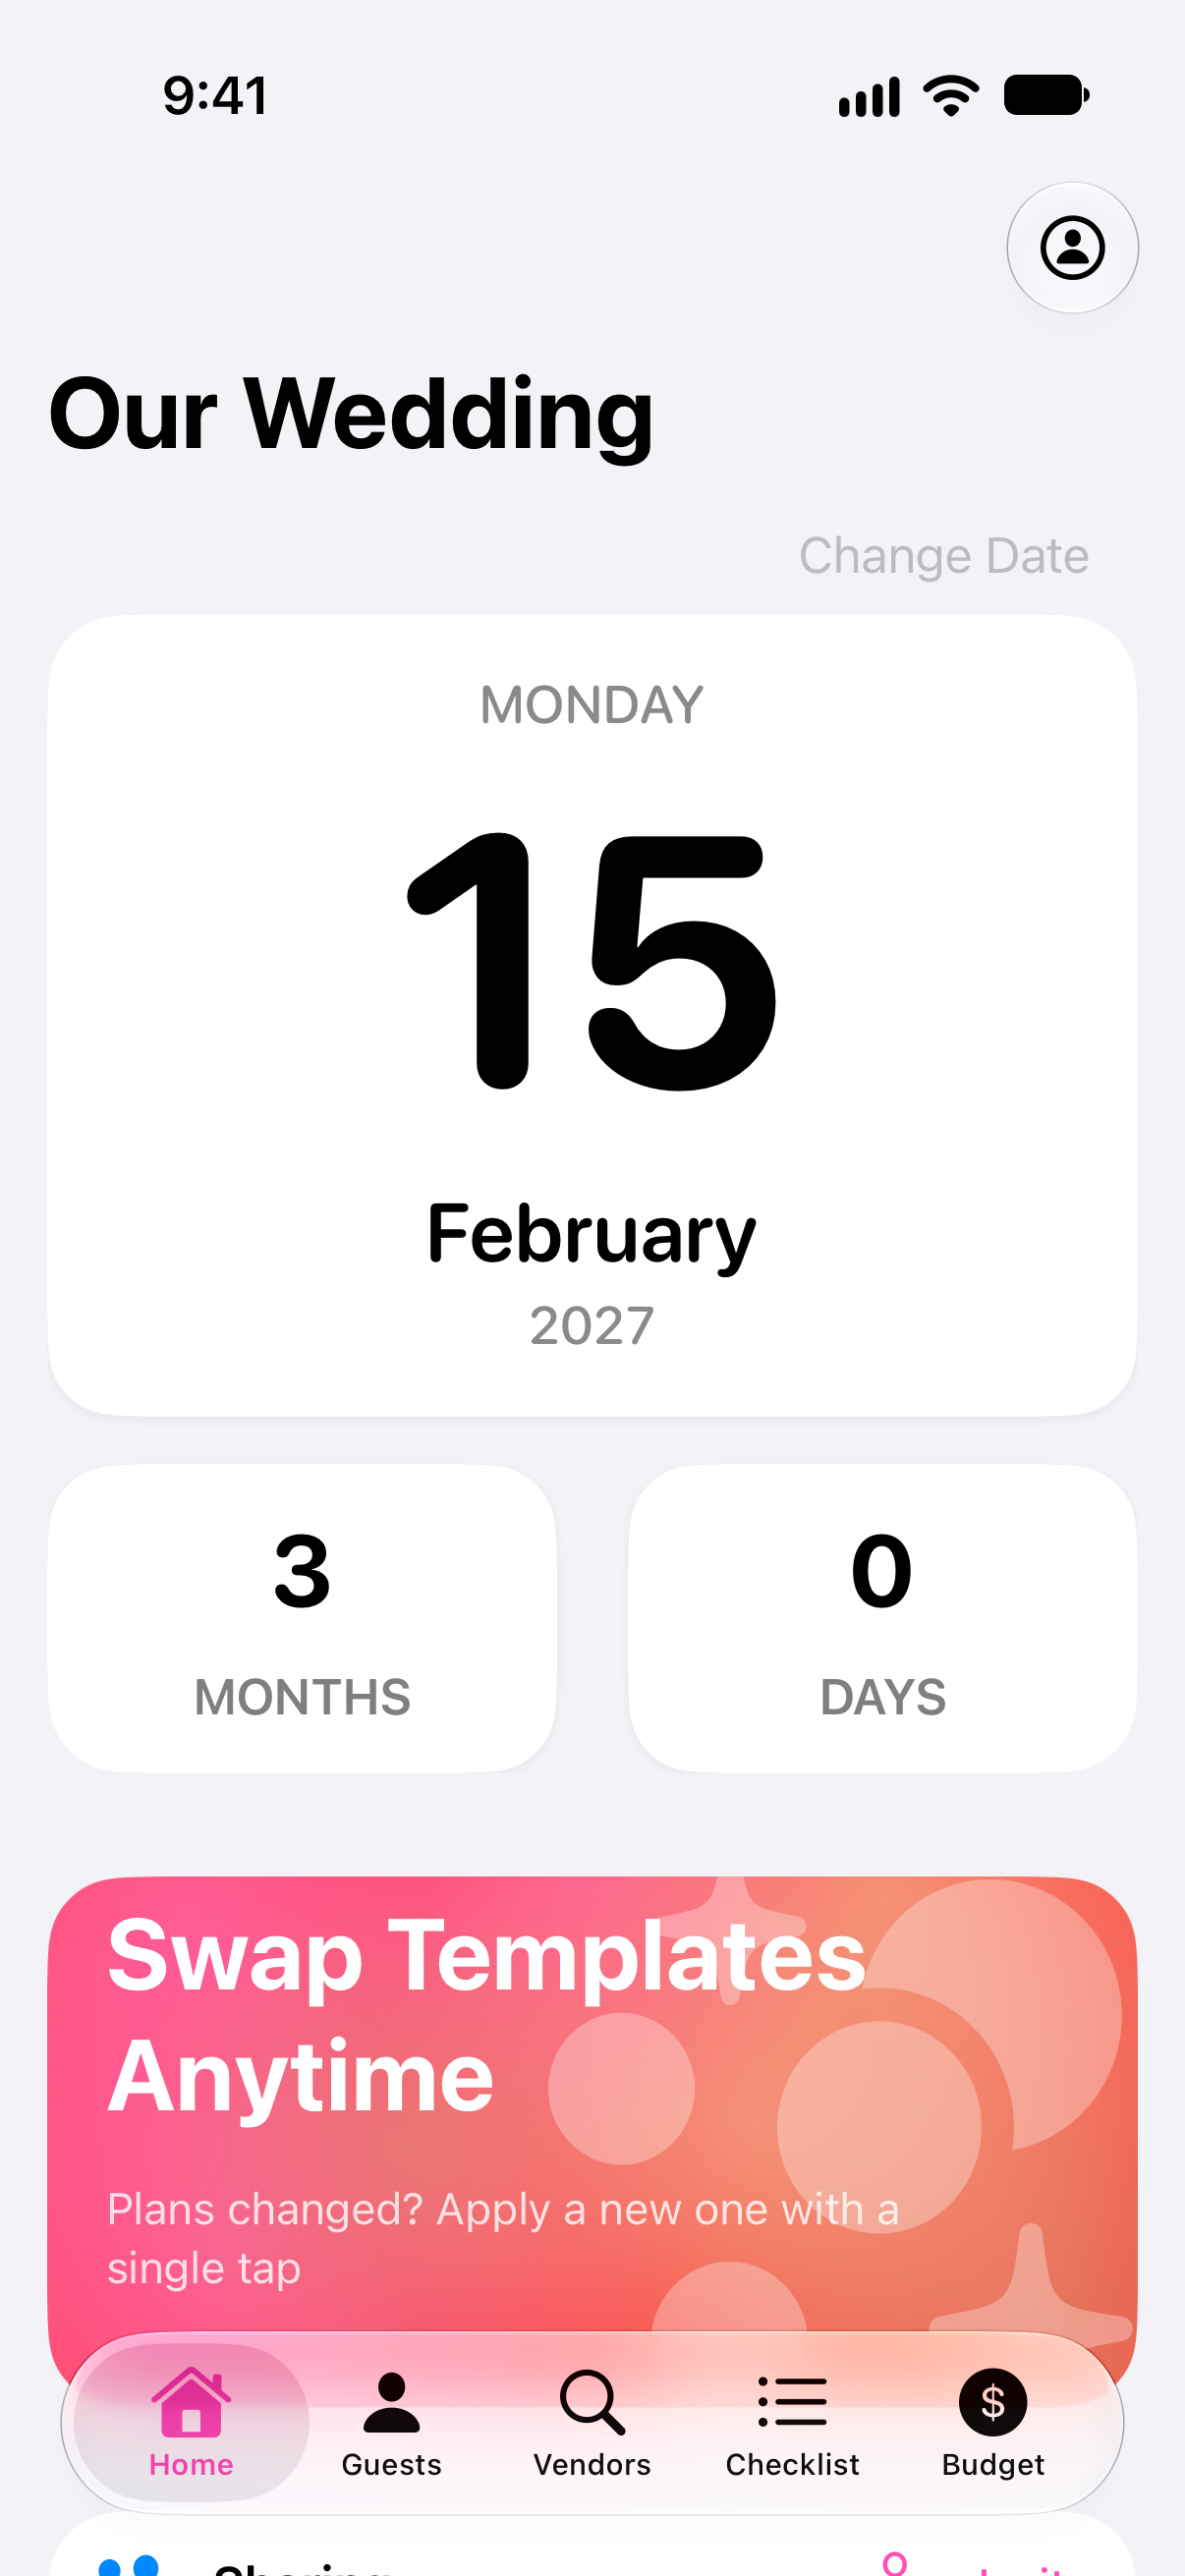 9:41
Our Wedding
Change Date
MONDAY
15
February
2027
3
MONTHS
0
DAYS
Swap Templates
Anytime
Plans changed? Apply a new one with a
single tap
Home
Guests
Vendors
Checklist
$
Budget